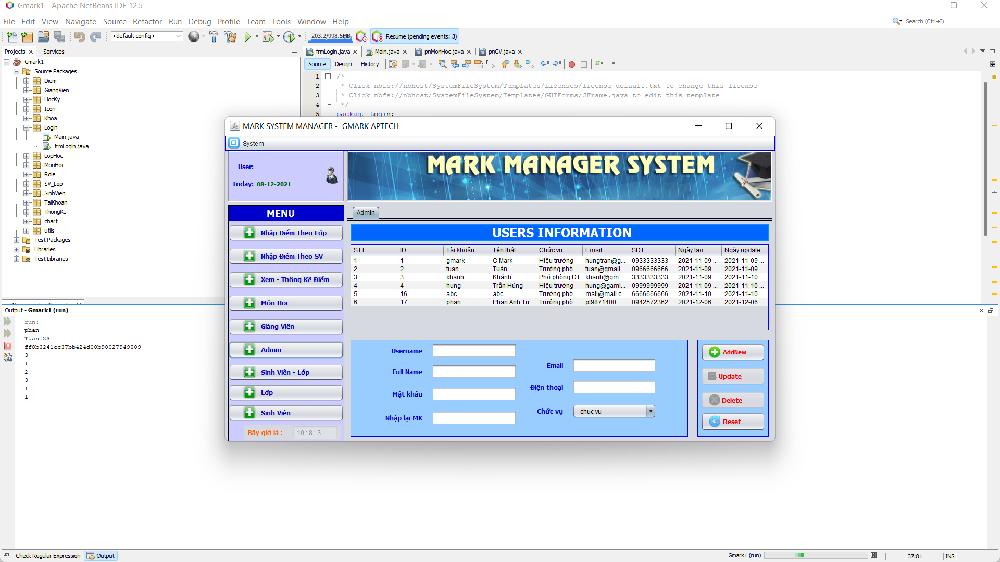 Gmark1 - Apache NetBeans IDE 12.5
File Edit View Navigate Source Refactor Run Debug Profile Team Tools Window Help
Search (Ctrl+I)
<default config>
203.2/998.5MB
Resume (pending events: 3)
Projects
Services
frmLogin.java
Main.java
pnMonHoc.java
pnGV.java
Source
Design
History
Gmark1
Source Packages
Diem
GiangVien
HocKy
Icon
Khoa
Login
Main.java
frmLogin.java
LopHoc
MonHoc
Role
SV_Lop
SinhVien
TaiKhoan
ThongKe
chart
utils
Test Packages
Libraries
Test Libraries
1 /*
2 * Click nbfs://nbhost/SystemFileSystem/Templates/Licenses/license-default.txt to change this license
3 * Click nbfs://nbhost/SystemFileSystem/Templates/GUIForms/JFrame.java to edit this template
4 */
5 package Login;
MARK SYSTEM MANAGER - GMARK APTECH
System
User:
Today: 08-12-2021
MARK MANAGER SYSTEM
MENU
Nhập Điểm Theo Lớp
Nhập Điểm Theo SV
Xem - Thống Kê Điểm
Môn Học
Giảng Viên
Admin
Sinh Viên - Lớp
Lớp
Sinh Viên
Bây giờ là :
10 : 8 : 3
Admin
USERS INFORMATION
STT ID Tài khoản Tên thật Chức vụ Email SĐT Ngày tạo Ngày update
1 1 gmark G Mark Hiệu trưởng hungtran@g... 0933333333 2021-11-09 ... 2021-11-09 ...
2 2 tuan Tuán Trưởng phò... tuan@gmail.... 0966666666 2021-11-09 ... 2021-11-09 ...
3 3 khanh Khánh Phó phòng ĐT khanh@gm... 3333333333 2021-11-09 ... 2021-11-10 ...
4 4 hung Trần Hùng Hiệu trưởng hung@gami... 0999999999 2021-11-09 ... 2021-11-10 ...
5 16 abc abc Trưởng phò... mail@mail.c... 6666666666 2021-11-10 ... 2021-11-10 ...
6 17 phan Phan Anh Tu... Trưởng phò... pt9871400... 0942572362 2021-12-06 ... 2021-12-06 ...
Username
Full Name
Mật khẩu
Nhập lại MK
Email
Điện thoại
Chức vụ
--chuc vu--
AddNew
Update
Delete
Reset
initComponents - Navigator
Output - Gmark1 (run)
run:
phan
Tuan123
ff8b3241cc37bb424d00b90027949809
3
1
2
3
1
1
Check Regular Expression
Output
Gmark1 (run)
37:81
INS